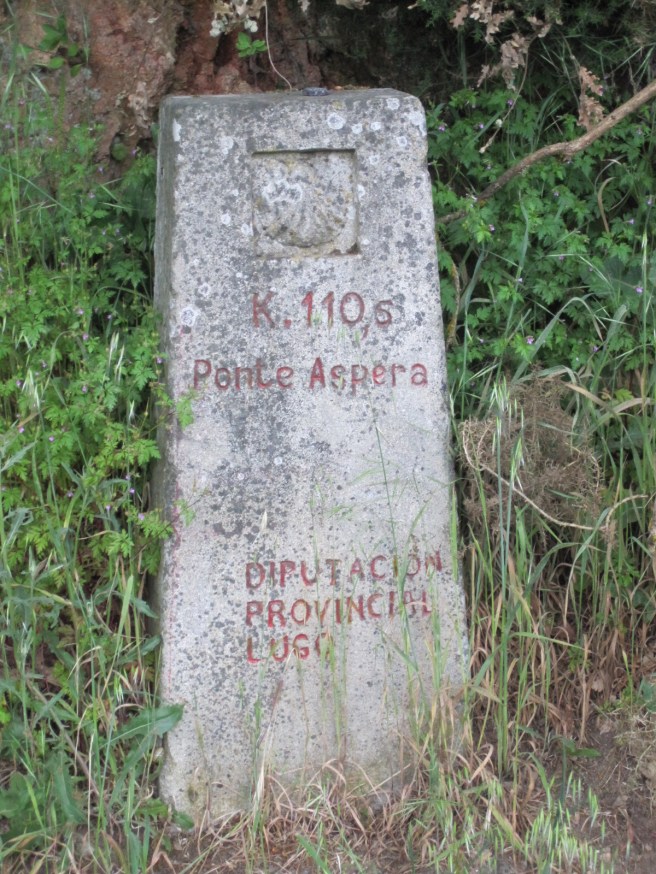 K. 110,5
Ponte Aspera
DIPUTACIÓN
PROVINCIAL
LUGO